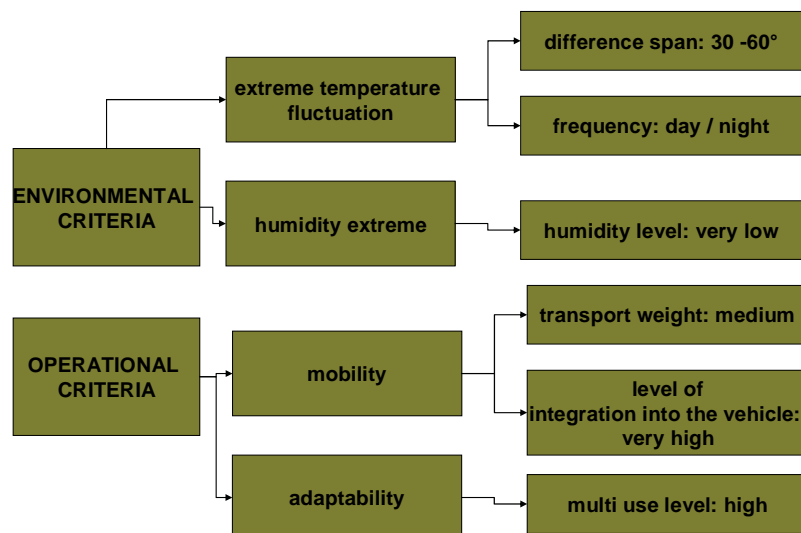 difference span: 30 -60°
extreme temperature
fluctuation
frequency: day / night
ENVIRONMENTAL
CRITERIA
humidity extreme
humidity level: very low
transport weight: medium
OPERATIONAL
CRITERIA
mobility
level of
integration into the vehicle:
very high
adaptability
multi use level: high